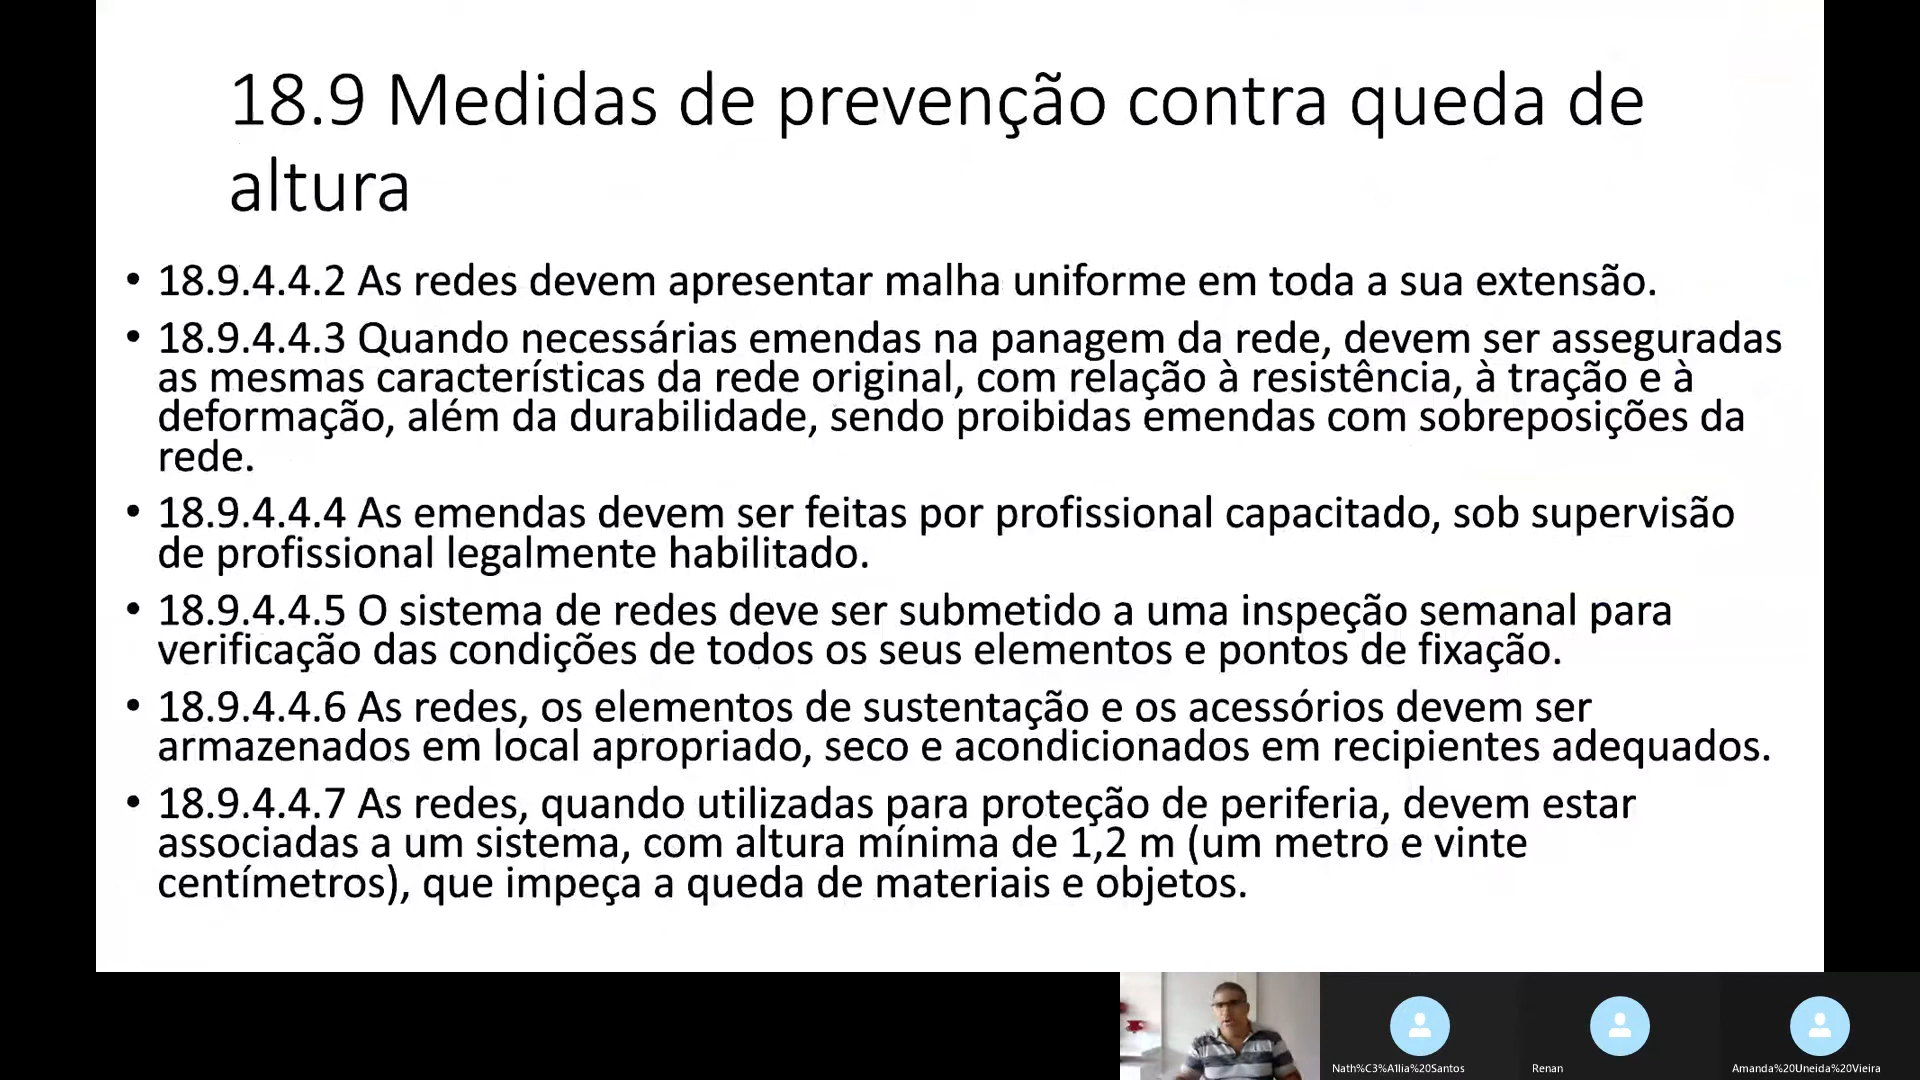 18.9 Medidas de prevenção contra queda de
altura
• 18.9.4.4.2 As redes devem apresentar malha uniforme em toda a sua extensão.
• 18.9.4.4.3 Quando necessárias emendas na panagem da rede, devem ser asseguradas
as mesmas características da rede original, com relação à resistência, à tração e à
deformação, além da durabilidade, sendo proibidas emendas com sobreposições da
rede.
• 18.9.4.4.4 As emendas devem ser feitas por profissional capacitado, sob supervisão
de profissional legalmente habilitado.
• 18.9.4.4.5 O sistema de redes deve ser submetido a uma inspeção semanal para
verificação das condições de todos os seus elementos e pontos de fixação.
• 18.9.4.4.6 As redes, os elementos de sustentação e os acessórios devem ser
armazenados em local apropriado, seco e acondicionados em recipientes adequados.
• 18.9.4.4.7 As redes, quando utilizadas para proteção de periferia, devem estar
associadas a um sistema, com altura mínima de 1,2 m (um metro e vinte
centímetros), que impeça a queda de materiais e objetos.
Nath%C3%A1lia%20Santos
Renan
Amanda%20Uneida%20Vieira